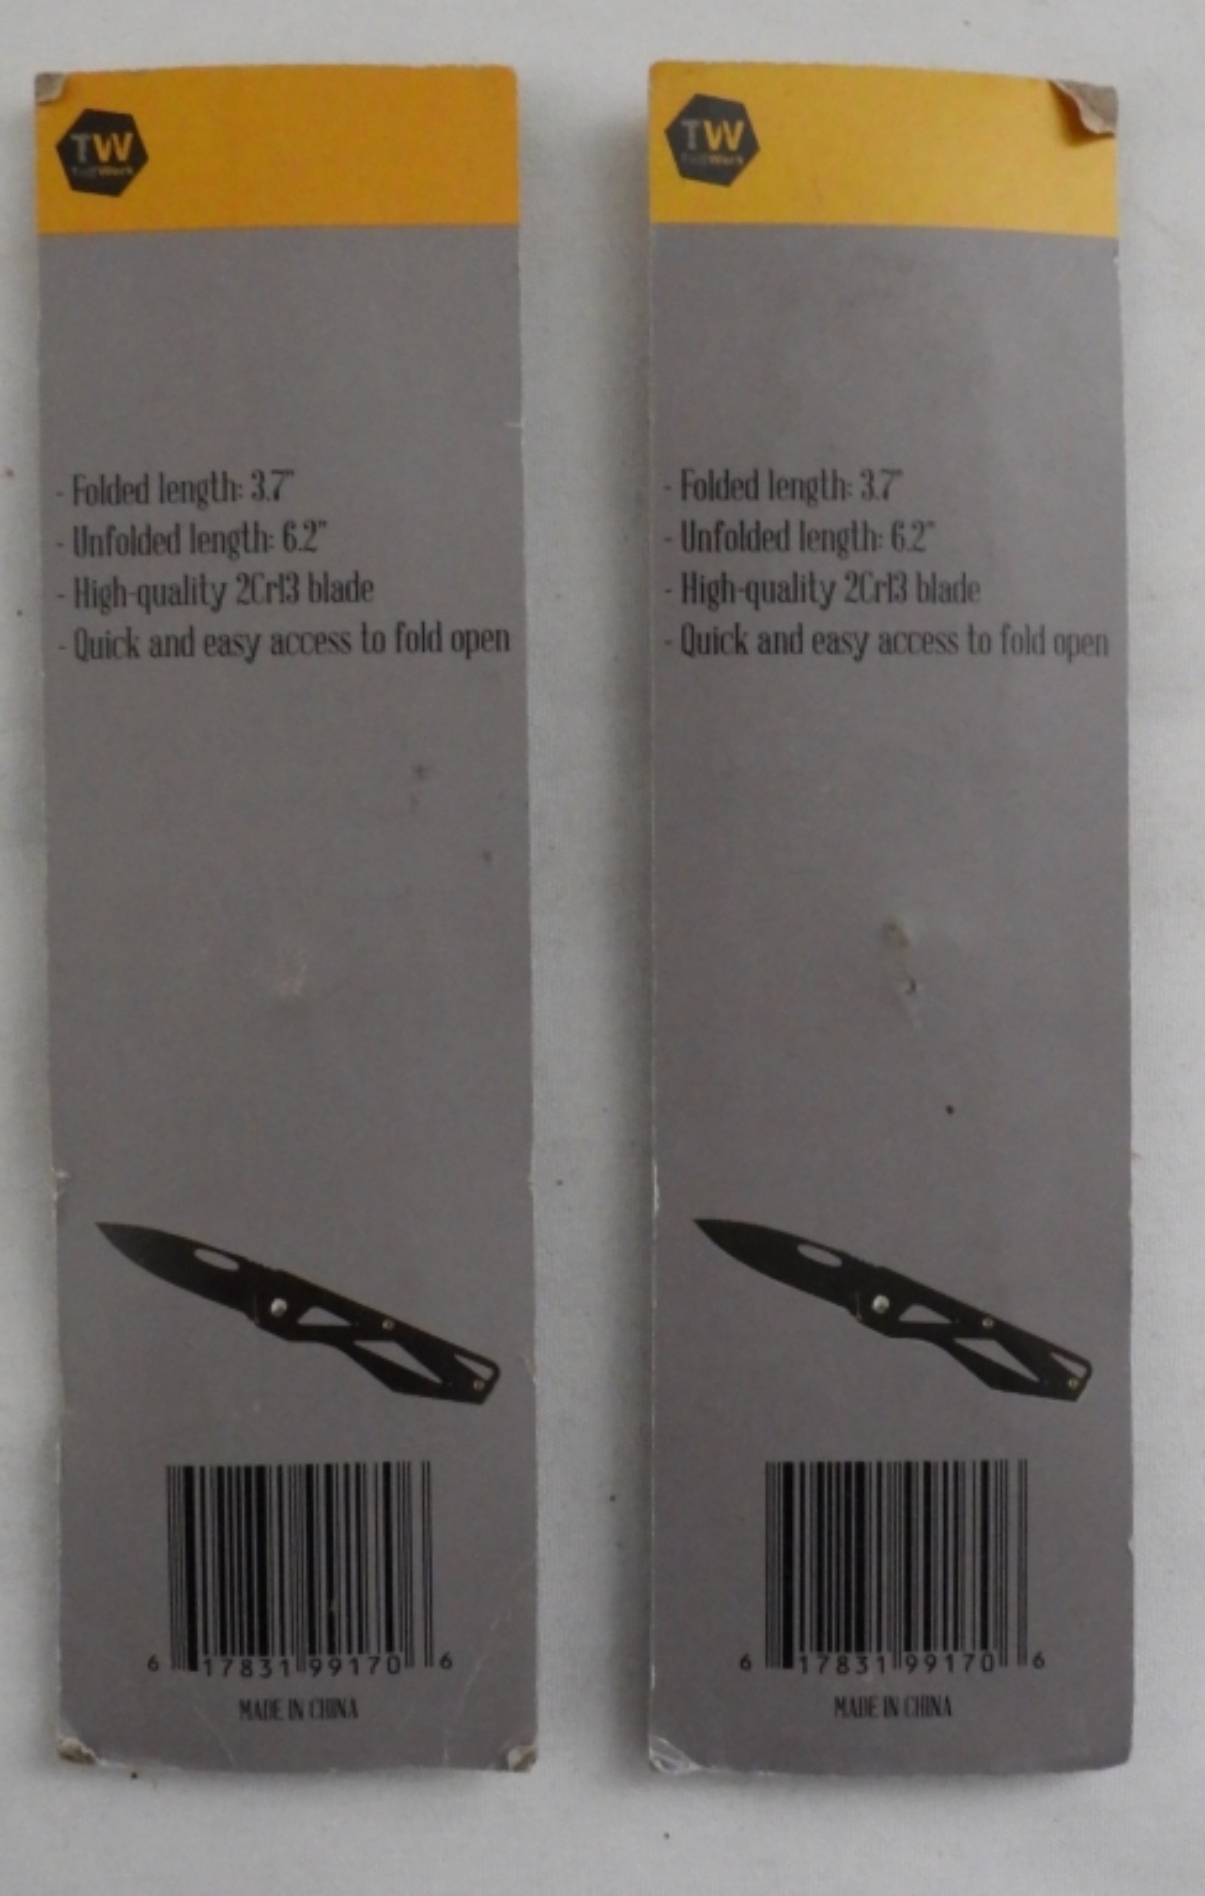 TW
TuffWork
- Folded length: 3.7"
- Unfolded length: 6.2"
- High-quality 2Cr13 blade
- Quick and easy access to fold open
6 17831 99170 6
MADE IN CHINA
TW
TuffWork
- Folded length: 3.7"
- Unfolded length: 6.2"
- High-quality 2Cr13 blade
- Quick and easy access to fold open
6 17831 99170 6
MADE IN CHINA